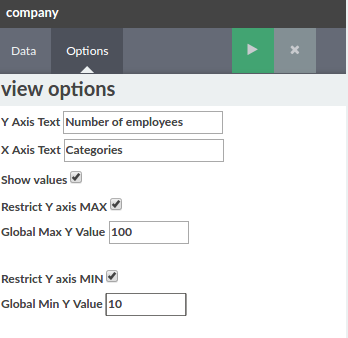 company
Data Options
view options
Y Axis Text Number of employees
X Axis Text Categories
Show values
Restrict Y axis MAX
Global Max Y Value 100
Restrict Y axis MIN
Global Min Y Value 10